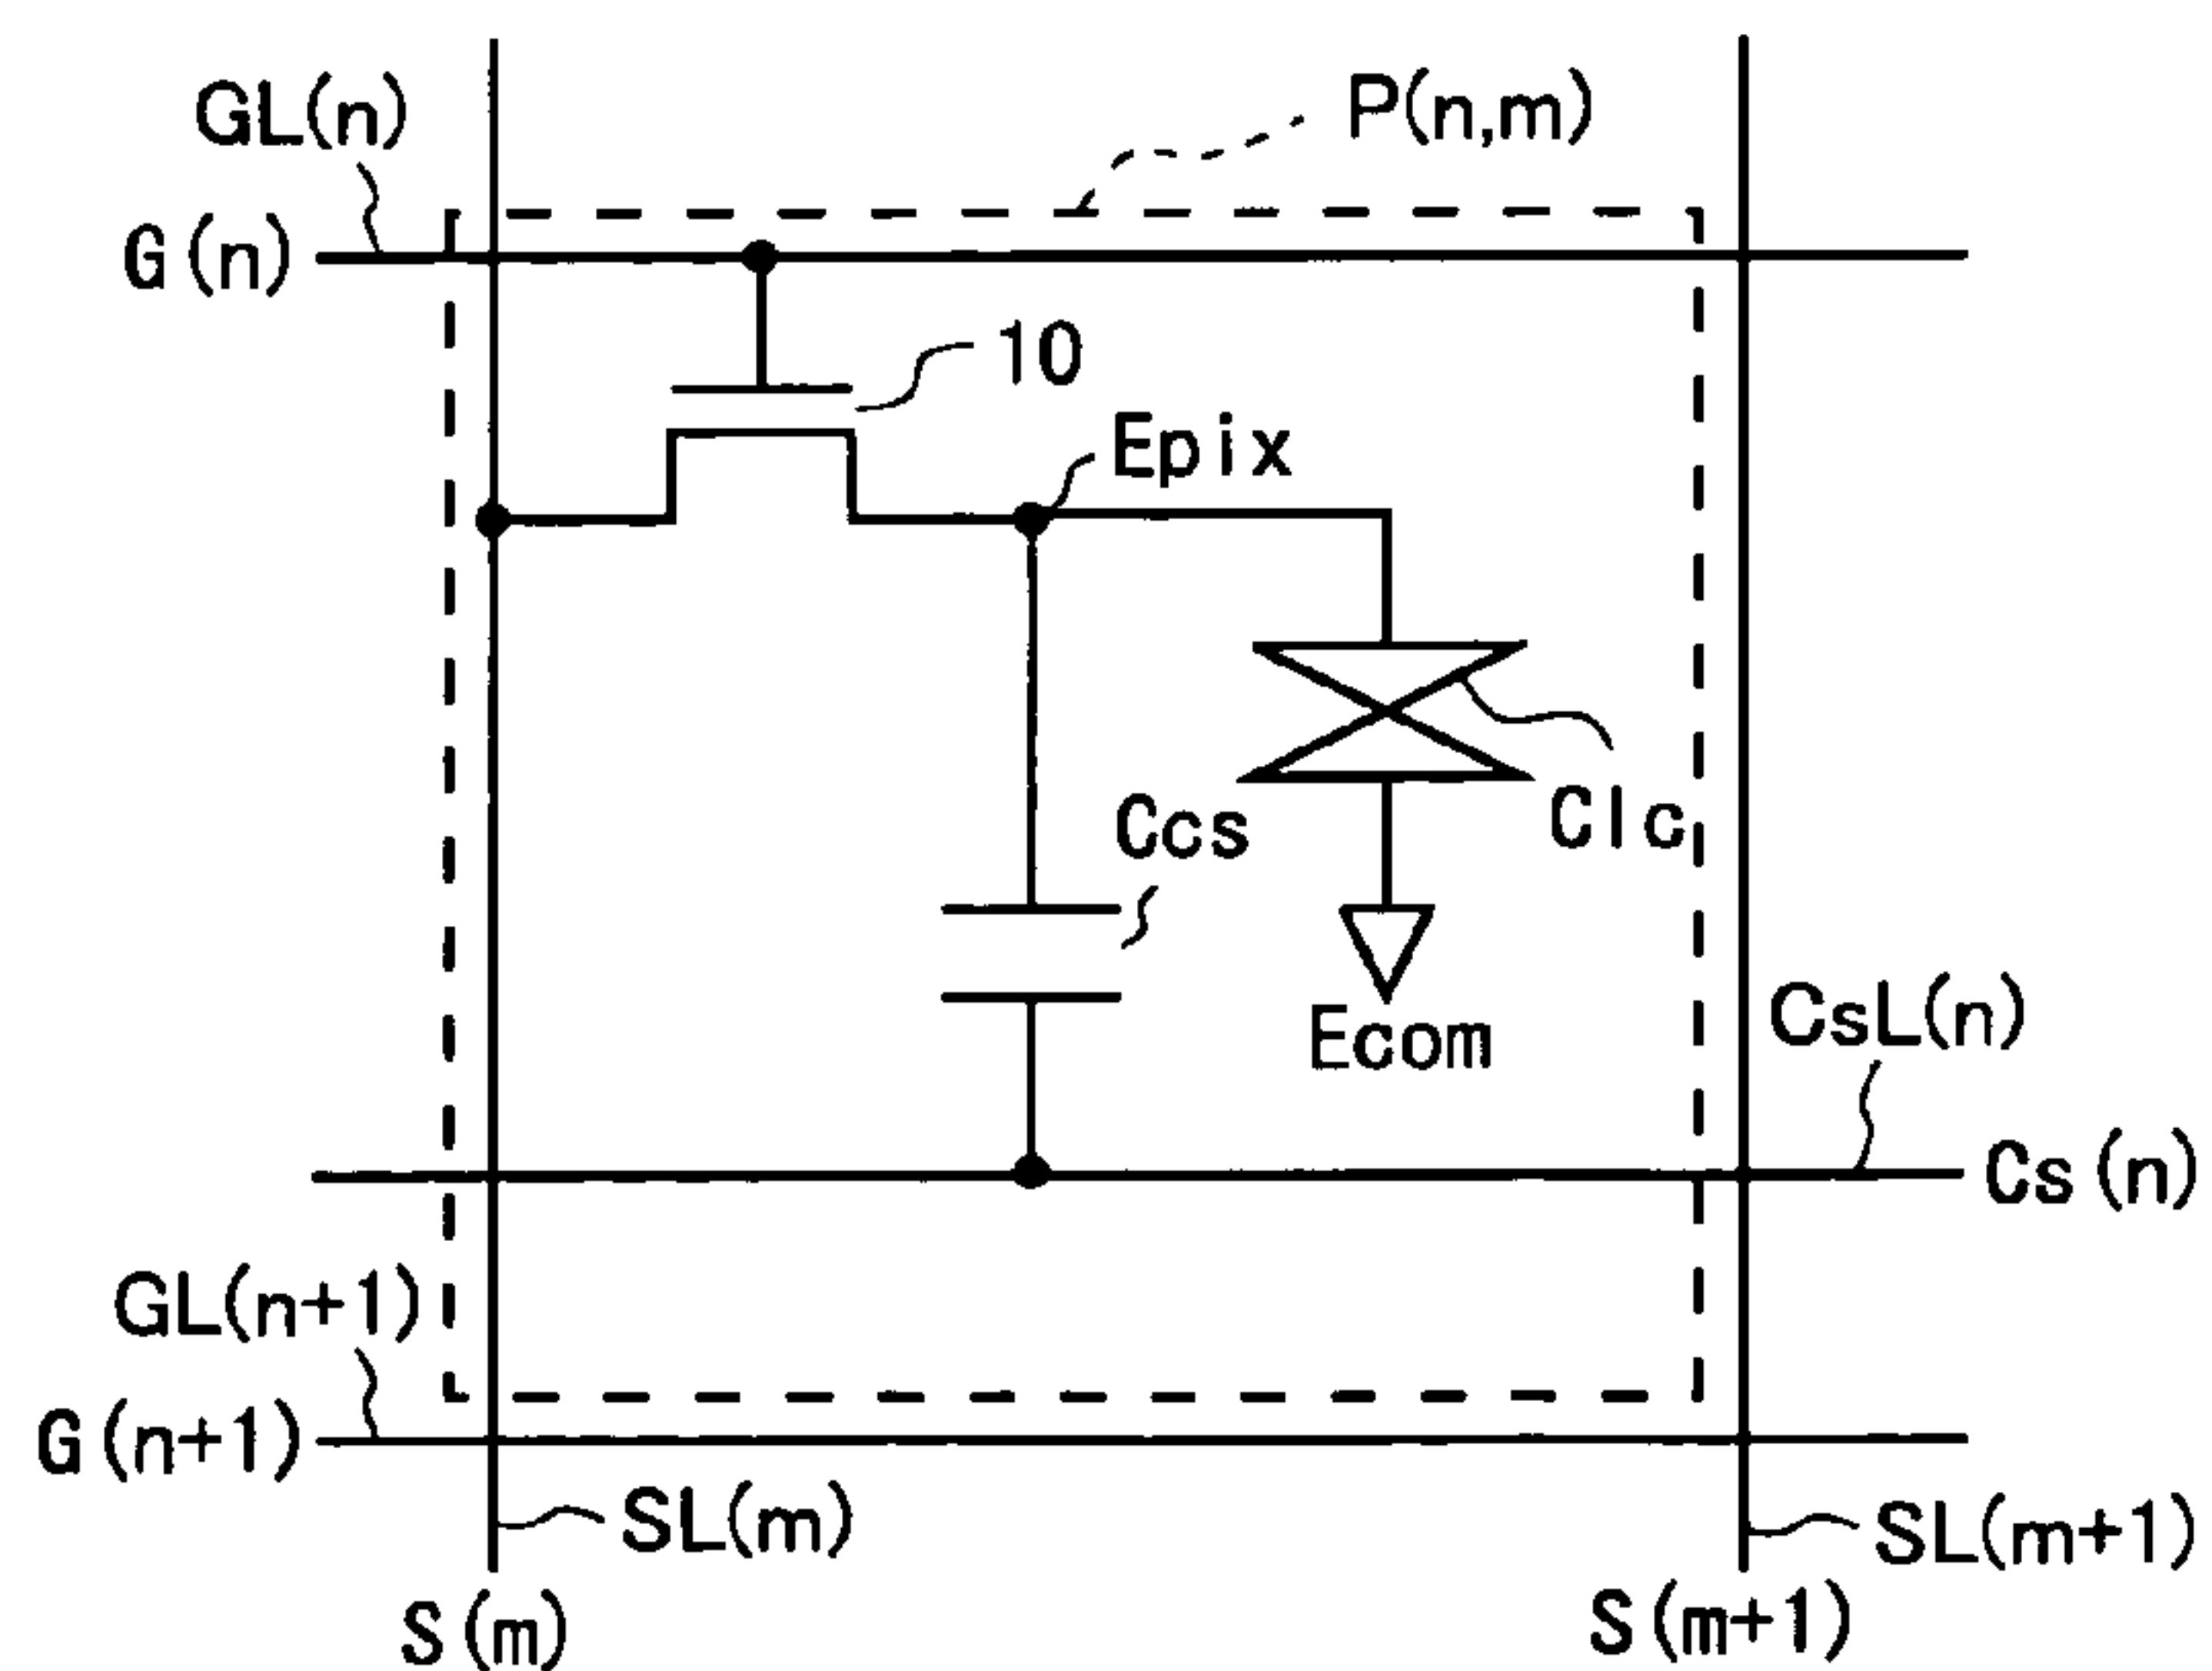 GL(n)
P(n,m)
G(n)
10
Epix
Ccs
Clc
CsL(n)
Ecom
Cs(n)
GL(n+1)
G(n+1)
SL(m)
SL(m+1)
S(m)
S(m+1)